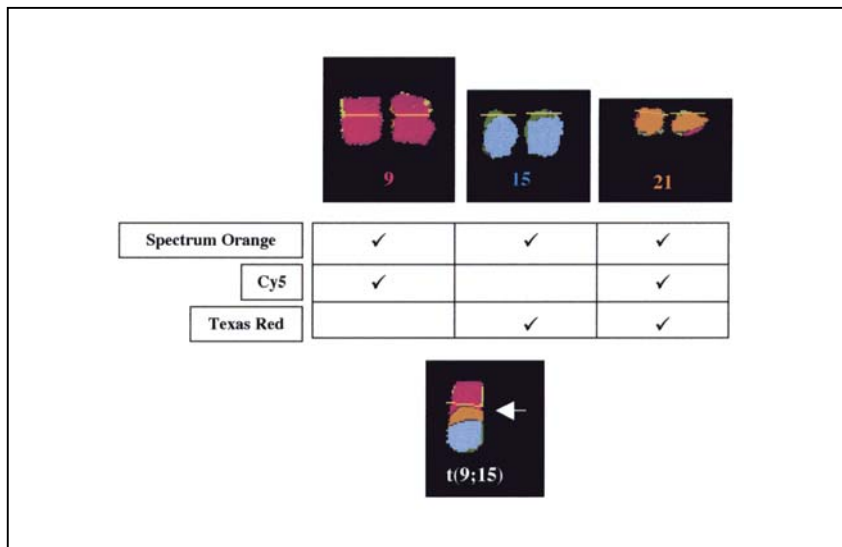 9 15 21
Spectrum Orange ✓ ✓ ✓
Cy5 ✓ ✓
Texas Red ✓ ✓
t(9;15)